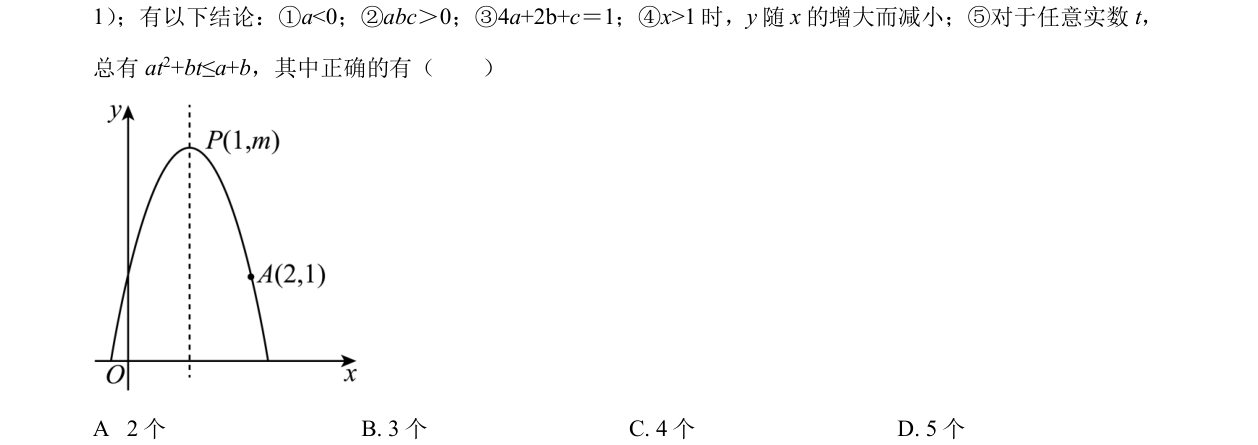 1）；有以下结论：①a<0；②abc＞0；③4a+2b+c＝1；④x>1 时，y 随 x 的增大而减小；⑤对于任意实数 t，
总有 at²+bt≤a+b，其中正确的有（　　）
y
P(1,m)
A(2,1)
O
x
A 2 个 B. 3 个 C. 4 个 D. 5 个